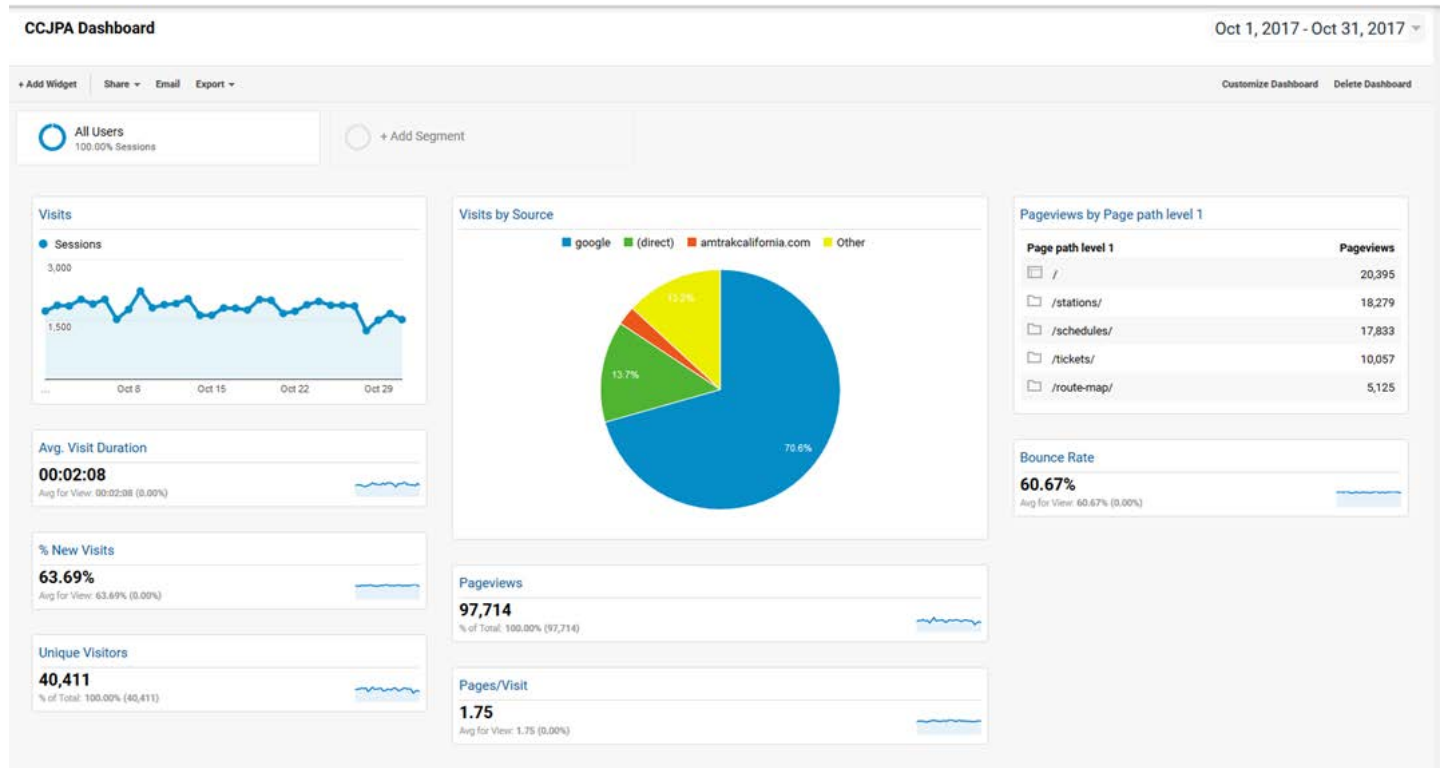 CCJPA Dashboard
Oct 1, 2017 - Oct 31, 2017
+ Add Widget Share Email Export
Customize Dashboard Delete Dashboard
All Users
100.00% Sessions
+ Add Segment
Visits
Sessions
3,000
1,500
... Oct 8 Oct 15 Oct 22 Oct 29
Avg. Visit Duration
00:02:08
Avg for View: 00:02:08 (0.00%)
% New Visits
63.69%
Avg for View: 63.69% (0.00%)
Unique Visitors
40,411
% of Total: 100.00% (40,411)
Visits by Source
google (direct) amtrakcalifornia.com Other
13.2%
13.7%
70.6%
Pageviews
97,714
% of Total: 100.00% (97,714)
Pages/Visit
1.75
Avg for View: 1.75 (0.00%)
Pageviews by Page path level 1
Page path level 1 Pageviews
/ 20,395
/stations/ 18,279
/schedules/ 17,833
/tickets/ 10,057
/route-map/ 5,125
Bounce Rate
60.67%
Avg for View: 60.67% (0.00%)